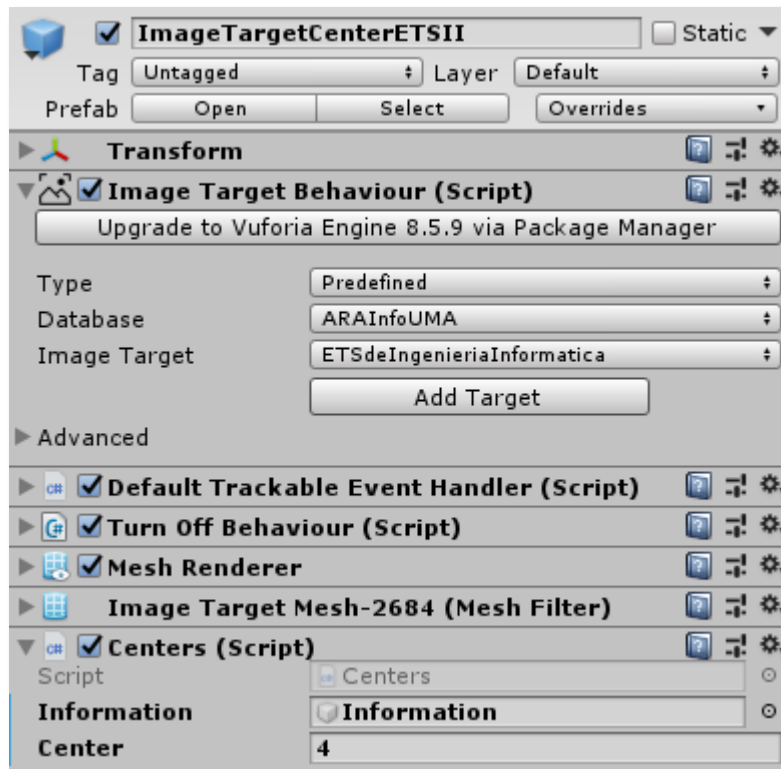 ImageTargetCenterETSII Static
Tag Untagged Layer Default
Prefab Open Select Overrides
Transform
Image Target Behaviour (Script)
Upgrade to Vuforia Engine 8.5.9 via Package Manager
Type Predefined
Database ARAInfoUMA
Image Target ETSdeIngenieriaInformatica
Add Target
Advanced
Default Trackable Event Handler (Script)
Turn Off Behaviour (Script)
Mesh Renderer
Image Target Mesh-2684 (Mesh Filter)
Centers (Script)
Script Centers
Information Information
Center 4